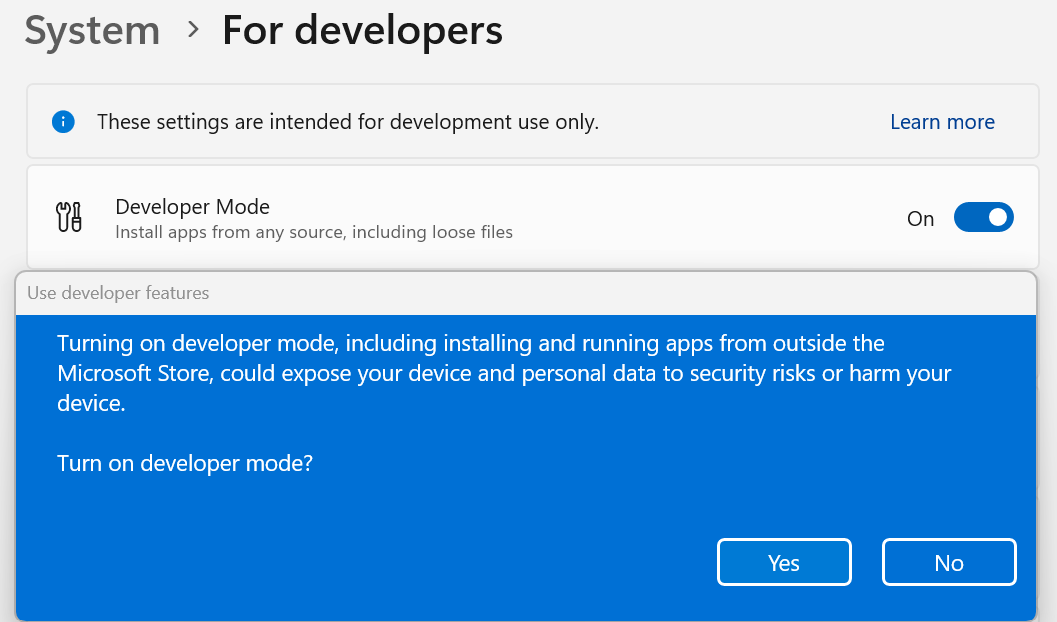 System > For developers
These settings are intended for development use only. Learn more
Developer Mode
Install apps from any source, including loose files
On
Use developer features
Turning on developer mode, including installing and running apps from outside the
Microsoft Store, could expose your device and personal data to security risks or harm your
device.
Turn on developer mode?
Yes No